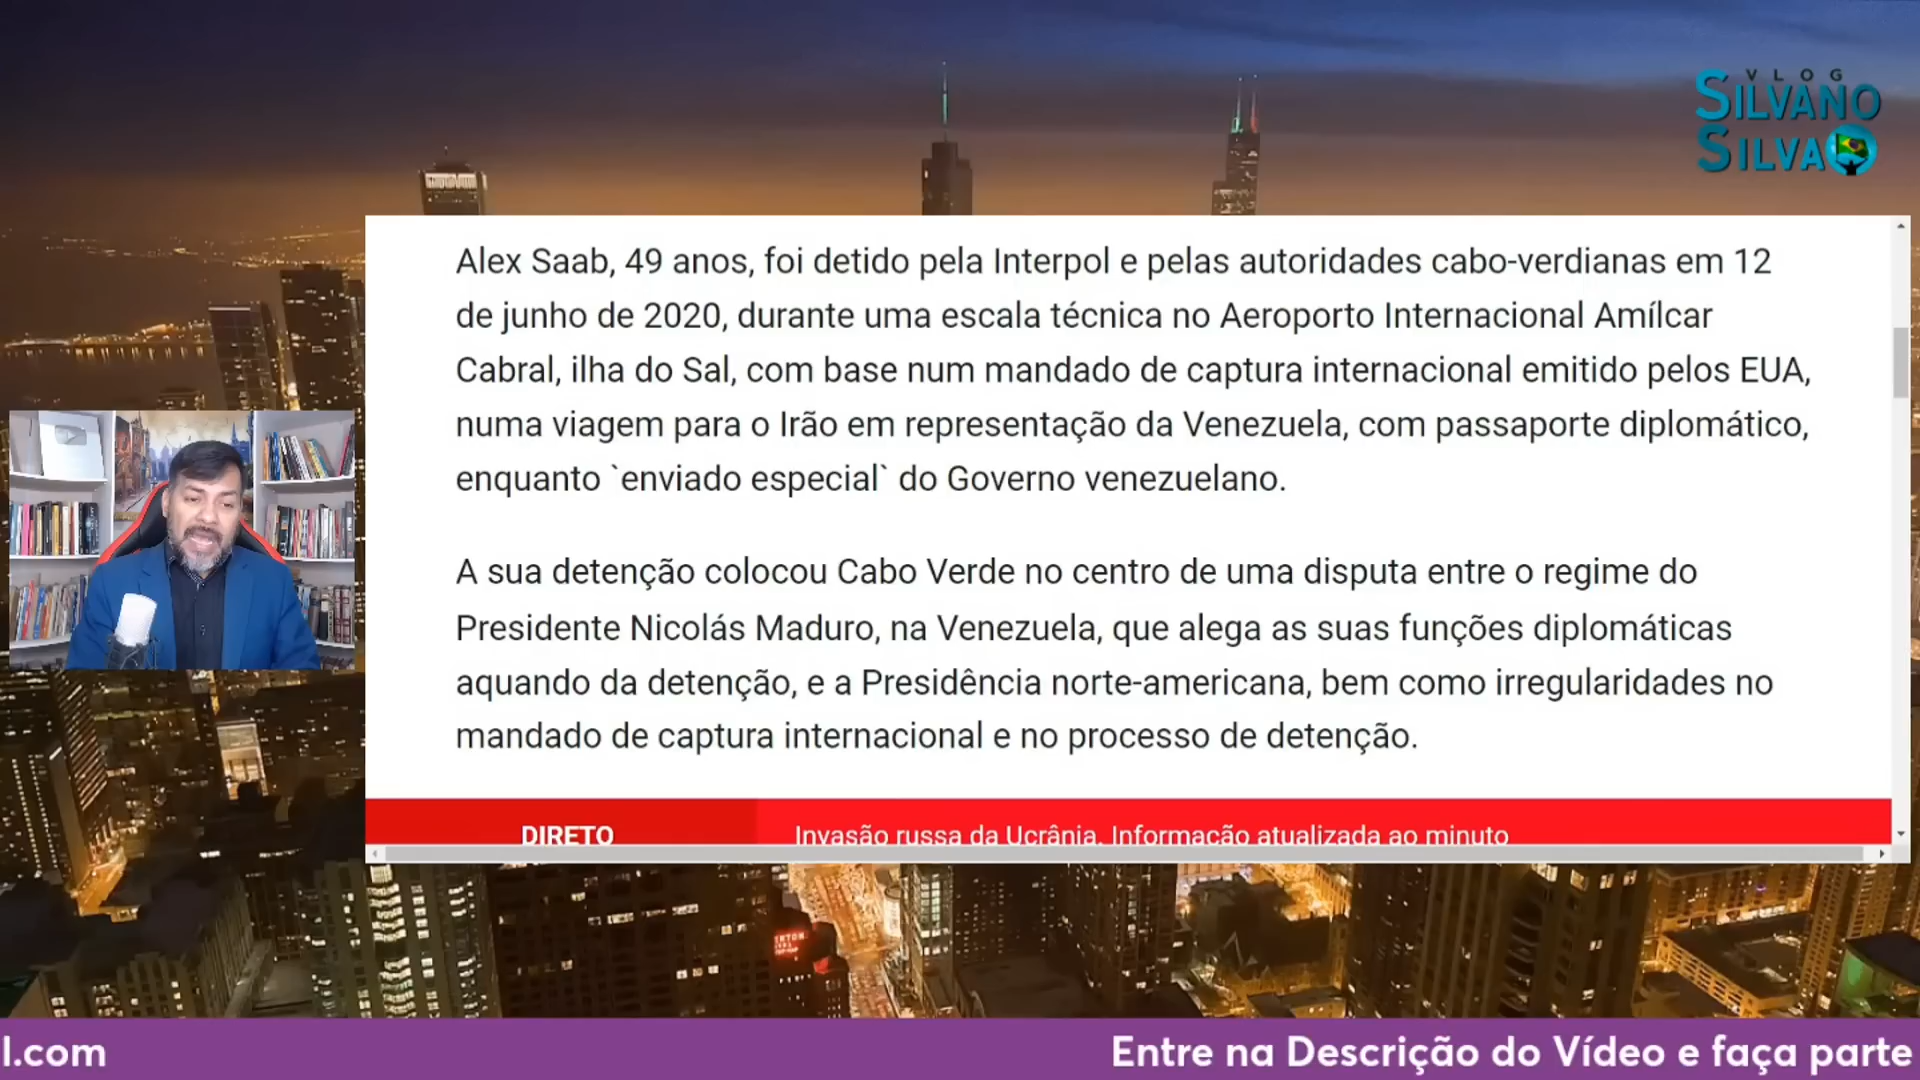 VLOG
SILVANO
SILVA
Alex Saab, 49 anos, foi detido pela Interpol e pelas autoridades cabo-verdianas em 12
de junho de 2020, durante uma escala técnica no Aeroporto Internacional Amílcar
Cabral, ilha do Sal, com base num mandado de captura internacional emitido pelos EUA,
numa viagem para o Irão em representação da Venezuela, com passaporte diplomático,
enquanto `enviado especial` do Governo venezuelano.
A sua detenção colocou Cabo Verde no centro de uma disputa entre o regime do
Presidente Nicolás Maduro, na Venezuela, que alega as suas funções diplomáticas
aquando da detenção, e a Presidência norte-americana, bem como irregularidades no
mandado de captura internacional e no processo de detenção.
DIRETO
Invasão russa da Ucrânia. Informação atualizada ao minuto
l.com
Entre na Descrição do Vídeo e faça parte